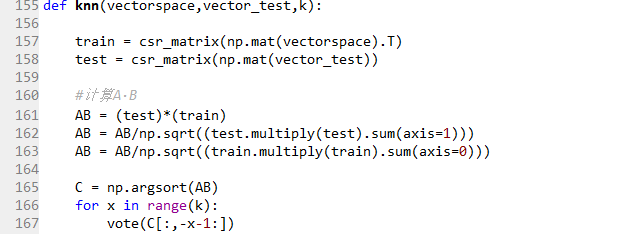 155 def knn(vectorspace,vector_test,k):
156
157     train = csr_matrix(np.mat(vectorspace).T)
158     test = csr_matrix(np.mat(vector_test))
159
160     #计算A·B
161     AB = (test)*(train)
162     AB = AB/np.sqrt((test.multiply(test).sum(axis=1)))
163     AB = AB/np.sqrt((train.multiply(train).sum(axis=0)))
164
165     C = np.argsort(AB)
166     for x in range(k):
167         vote(C[:,-x-1:])